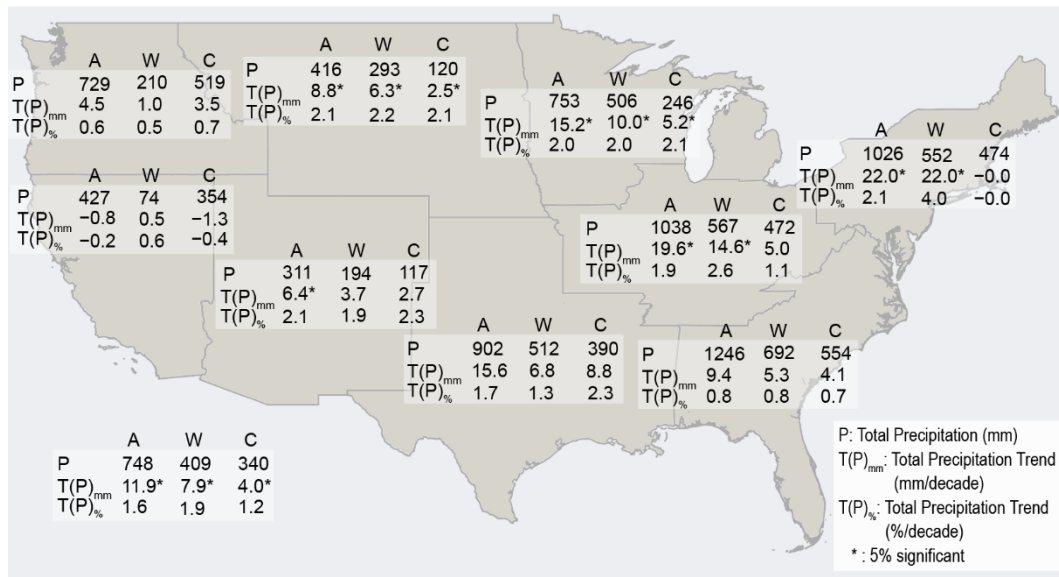 A W C
P 729 210 519
T(P)mm 4.5 1.0 3.5
T(P)% 0.6 0.5 0.7
A W C
P 416 293 120
T(P)mm 8.8* 6.3* 2.5*
T(P)% 2.1 2.2 2.1
A W C
P 753 506 246
T(P)mm 15.2* 10.0* 5.2*
T(P)% 2.0 2.0 2.1
A W C
P 1026 552 474
T(P)mm 22.0* 22.0* −0.0
T(P)% 2.1 4.0 −0.0
A W C
P 427 74 354
T(P)mm −0.8 0.5 −1.3
T(P)% −0.2 0.6 −0.4
A W C
P 1038 567 472
T(P)mm 19.6* 14.6* 5.0
T(P)% 1.9 2.6 1.1
A W C
P 311 194 117
T(P)mm 6.4* 3.7 2.7
T(P)% 2.1 1.9 2.3
A W C
P 902 512 390
T(P)mm 15.6 6.8 8.8
T(P)% 1.7 1.3 2.3
A W C
P 1246 692 554
T(P)mm 9.4 5.3 4.1
T(P)% 0.8 0.8 0.7
A W C
P 748 409 340
T(P)mm 11.9* 7.9* 4.0*
T(P)% 1.6 1.9 1.2
P: Total Precipitation (mm)
T(P)mm: Total Precipitation Trend
(mm/decade)
T(P)%: Total Precipitation Trend
(%/decade)
* : 5% significant